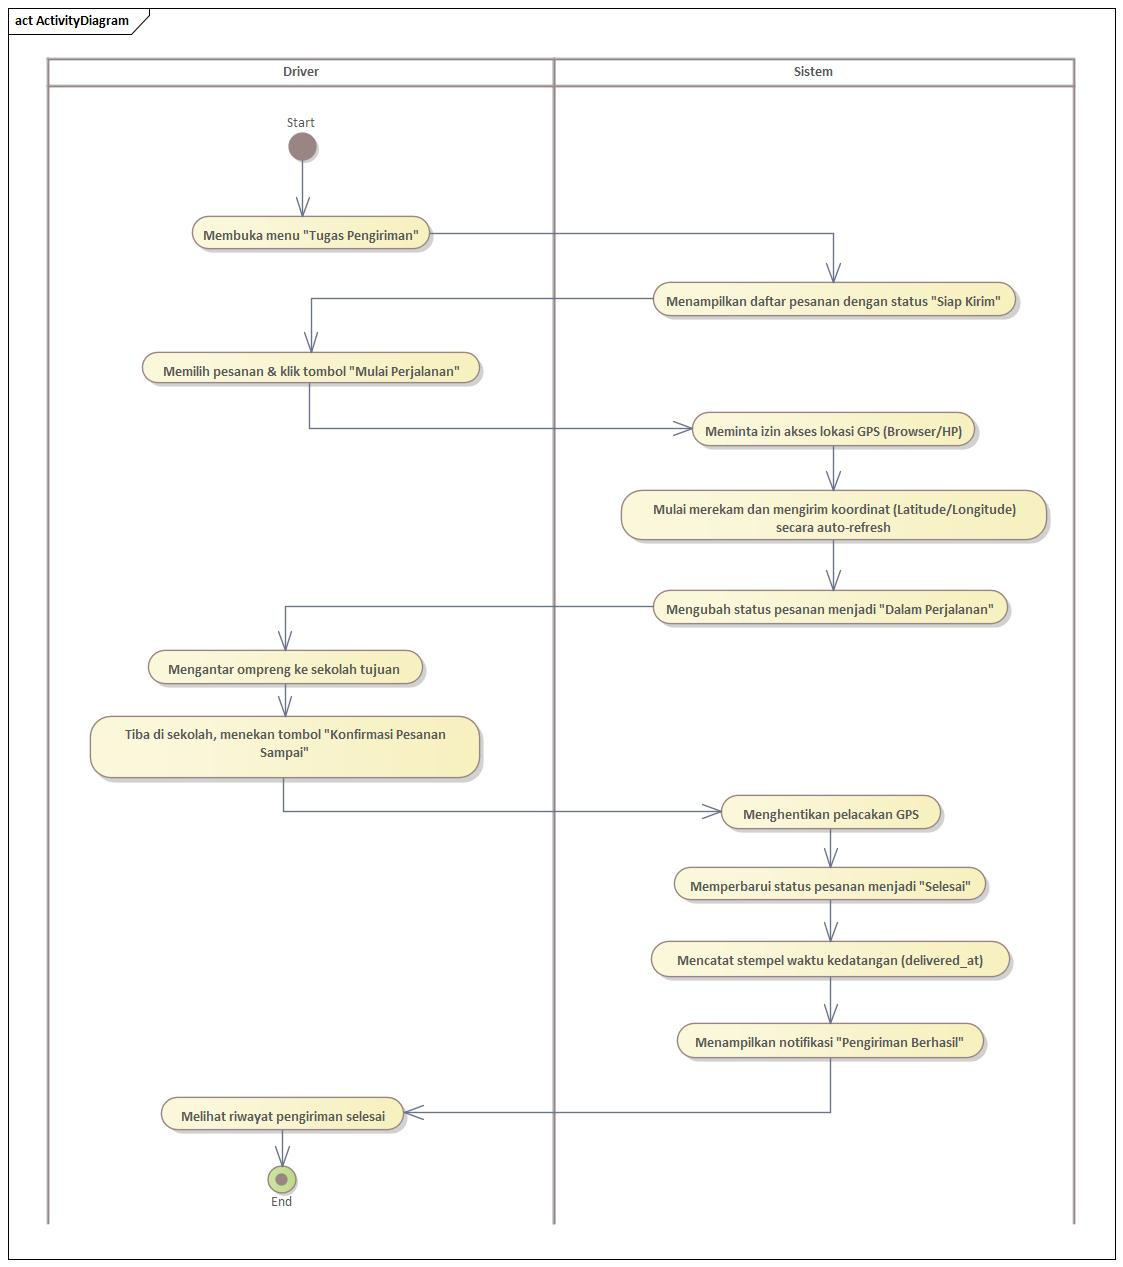 act ActivityDiagram
Driver
Sistem
Start
Membuka menu "Tugas Pengiriman"
Menampilkan daftar pesanan dengan status "Siap Kirim"
Memilih pesanan & klik tombol "Mulai Perjalanan"
Meminta izin akses lokasi GPS (Browser/HP)
Mulai merekam dan mengirim koordinat (Latitude/Longitude)
secara auto-refresh
Mengubah status pesanan menjadi "Dalam Perjalanan"
Mengantar ompreng ke sekolah tujuan
Tiba di sekolah, menekan tombol "Konfirmasi Pesanan
Sampai"
Menghentikan pelacakan GPS
Memperbarui status pesanan menjadi "Selesai"
Mencatat stempel waktu kedatangan (delivered_at)
Menampilkan notifikasi "Pengiriman Berhasil"
Melihat riwayat pengiriman selesai
End